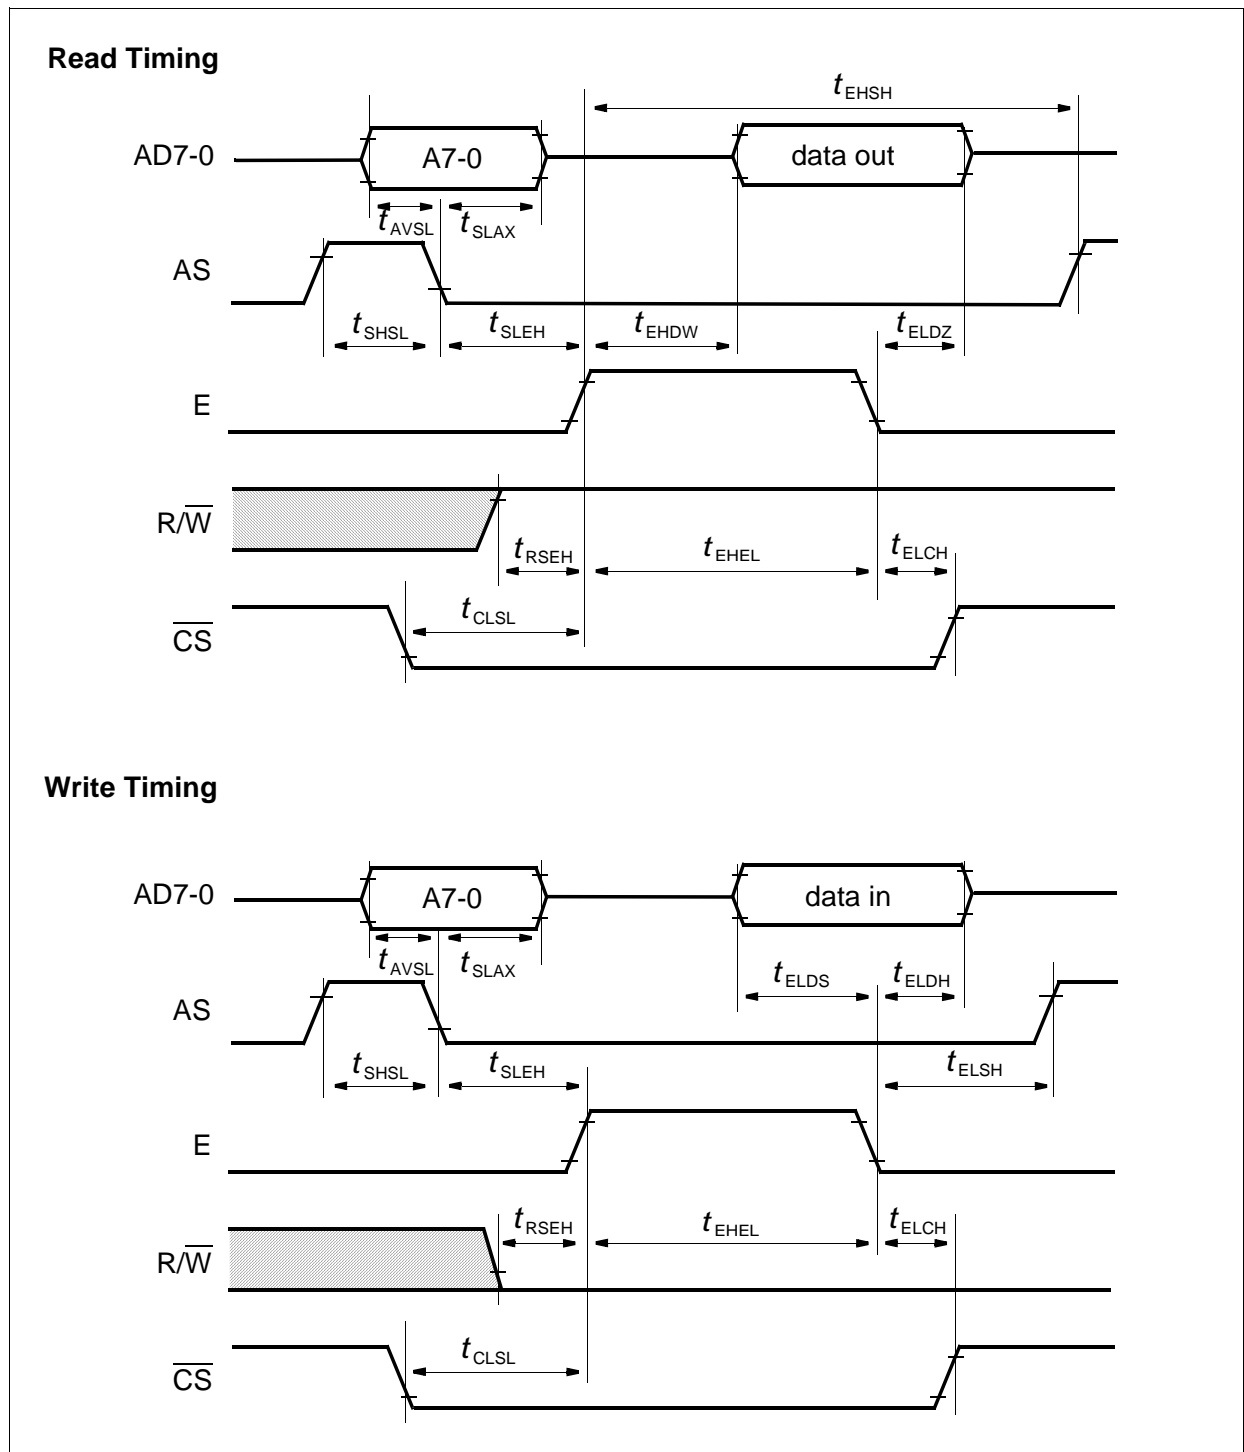 Read Timing
tEHSH
AD7-0 A7-0 data out
tAVSL tSLAX
AS
tSHSL tSLEH tEHDW tELDZ
E
R/W
tRSEH tEHEL tELCH
tCLSL
CS
Write Timing
AD7-0 A7-0 data in
tAVSL tSLAX tELDS tELDH
AS
tSHSL tSLEH tELSH
E
tRSEH tEHEL tELCH
R/W
tCLSL
CS